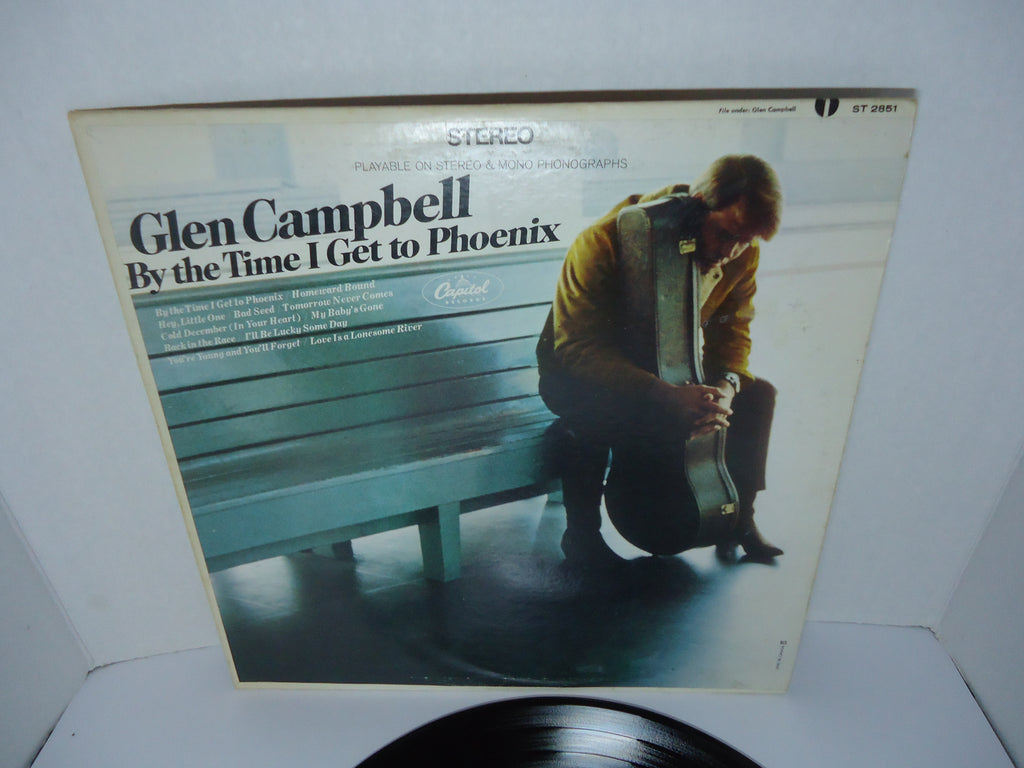 File under: Glen Campbell
ST 2851
STEREO
PLAYABLE ON STEREO & MONO PHONOGRAPHS
Glen Campbell
By the Time I Get to Phoenix
By the Time I Get to Phoenix / Homeward Bound
Hey, Little One / Bad Seed / Tomorrow Never Comes
Cold December (In Your Heart) / My Baby's Gone
Back in the Race / I'll Be Lucky Some Day
You're Young and You'll Forget / Love Is a Lonesome River
Capitol
RECORDS